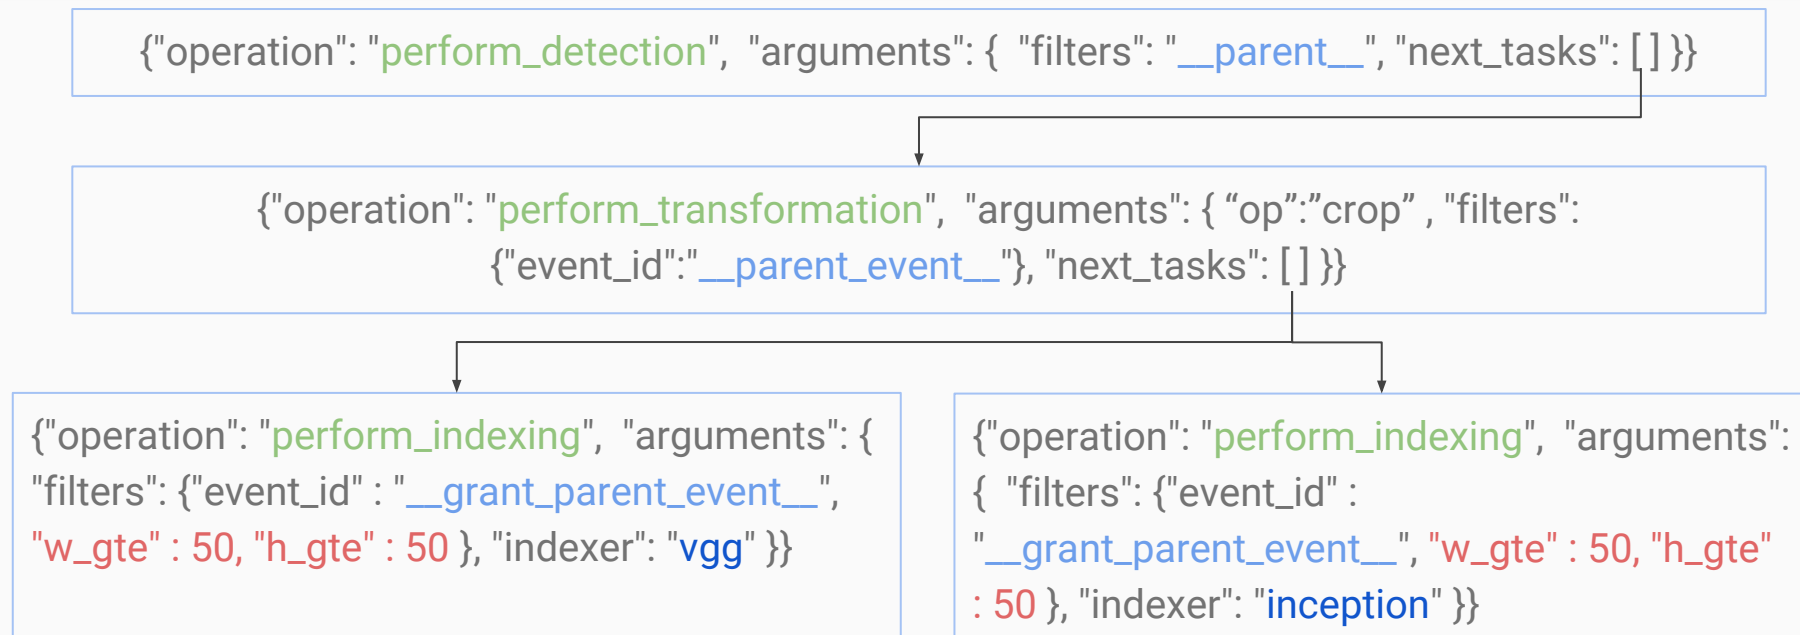 {"operation": "perform_detection",  "arguments": {  "filters": "__parent__", "next_tasks": [ ] }}
{"operation": "perform_transformation",  "arguments": { “op”:”crop” , "filters":
{"event_id":"__parent_event__"}, "next_tasks": [ ] }}
{"operation": "perform_indexing",  "arguments": {
"filters": {"event_id" : "__grant_parent_event__",
"w_gte" : 50, "h_gte" : 50 }, "indexer": "vgg" }}
{"operation": "perform_indexing",  "arguments":
{  "filters": {"event_id" :
"__grant_parent_event__", "w_gte" : 50, "h_gte"
: 50 }, "indexer": "inception" }}